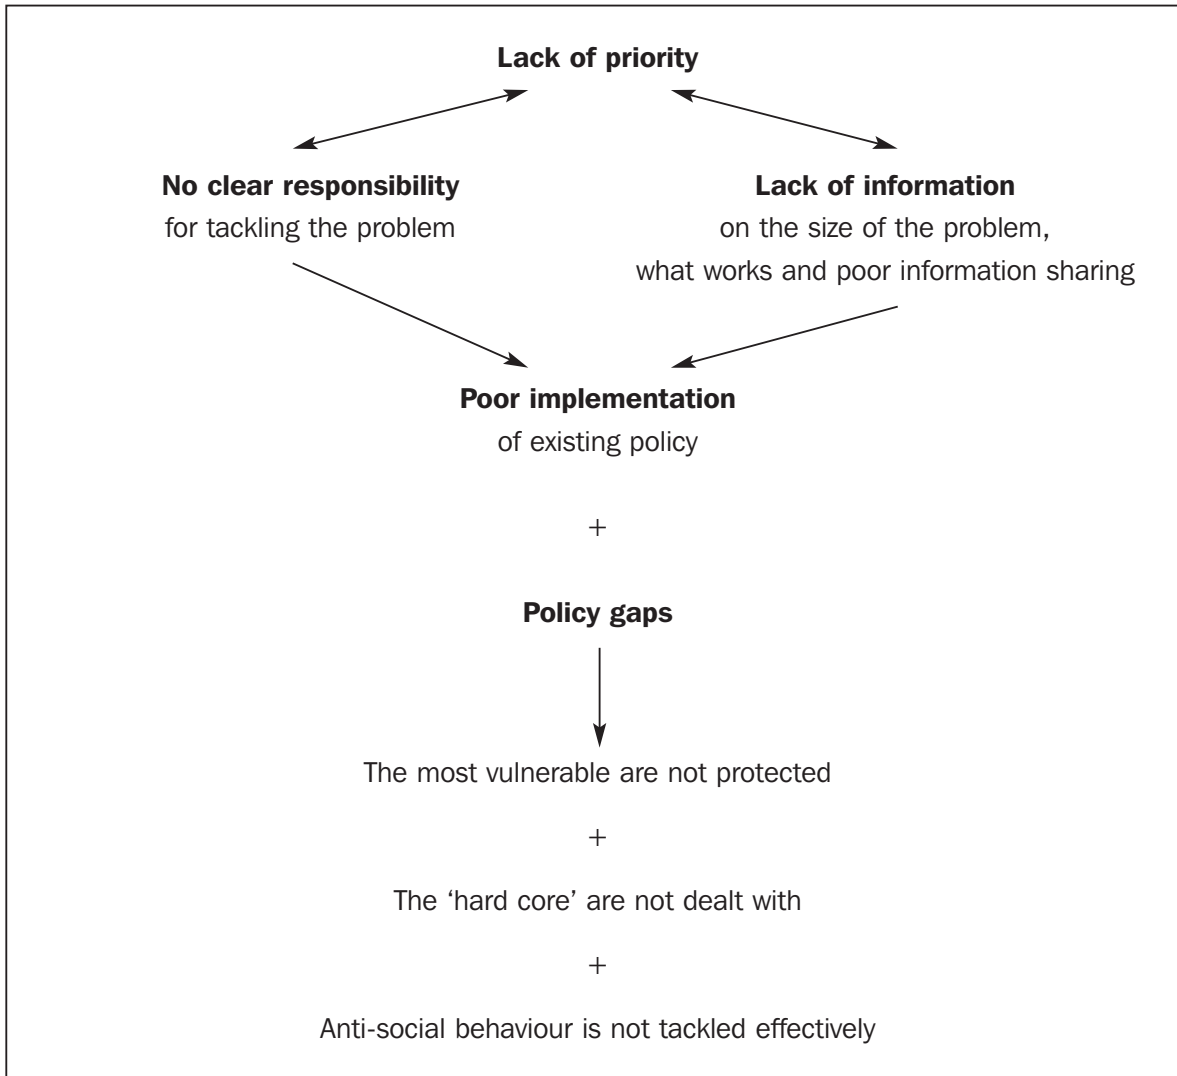 Lack of priority
No clear responsibility
for tackling the problem
Lack of information
on the size of the problem,
what works and poor information sharing
Poor implementation
of existing policy
+
Policy gaps
The most vulnerable are not protected
+
The ‘hard core’ are not dealt with
+
Anti-social behaviour is not tackled effectively